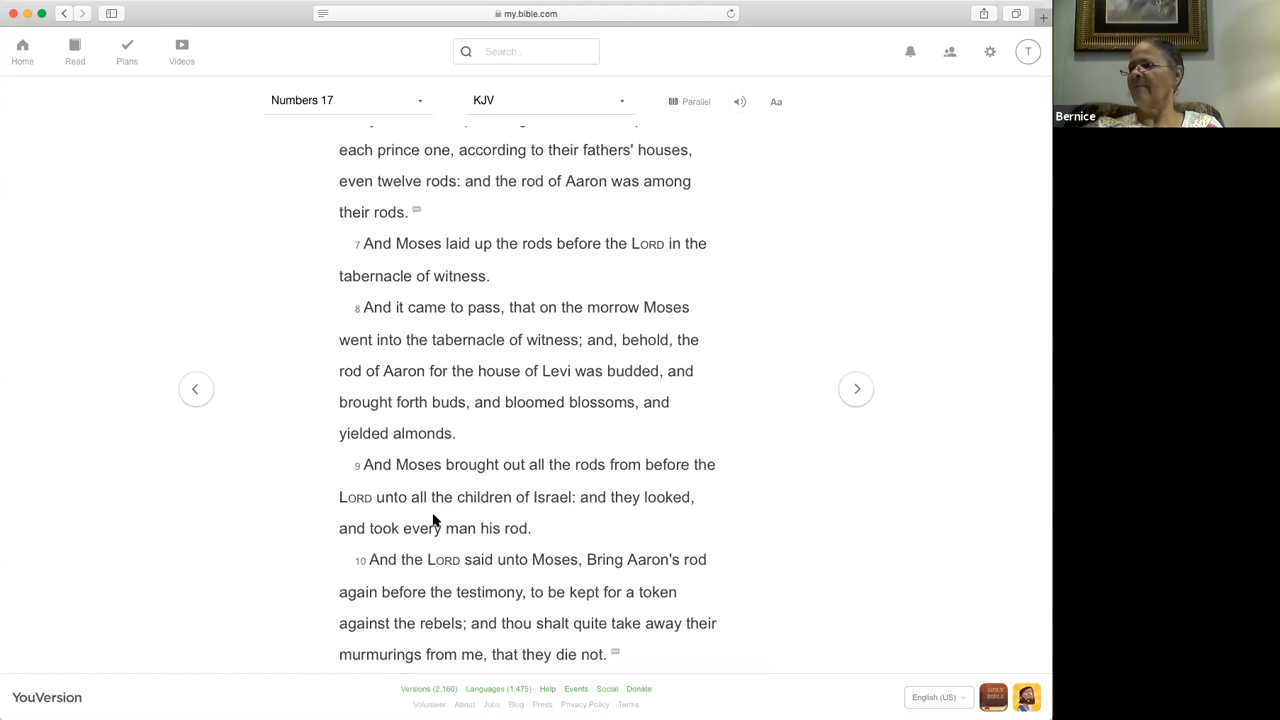 my.bible.com
Home
Read
Plans
Videos
Search..
T
Bernice
Numbers 17
KJV
Parallel
Aa
each prince one, according to their fathers' houses,
even twelve rods: and the rod of Aaron was among
their rods.
7 And Moses laid up the rods before the LORD in the
tabernacle of witness.
8 And it came to pass, that on the morrow Moses
went into the tabernacle of witness; and, behold, the
rod of Aaron for the house of Levi was budded, and
brought forth buds, and bloomed blossoms, and
yielded almonds.
9 And Moses brought out all the rods from before the
LORD unto all the children of Israel: and they looked,
and took every man his rod.
10 And the LORD said unto Moses, Bring Aaron's rod
again before the testimony, to be kept for a token
against the rebels; and thou shalt quite take away their
murmurings from me, that they die not.
YouVersion
Versions (2,160) Languages (1,475) Help Events Social Donate
Volunteer About Jobs Blog Press Privacy Policy Terms
English (US)
HOLY
BIBLE